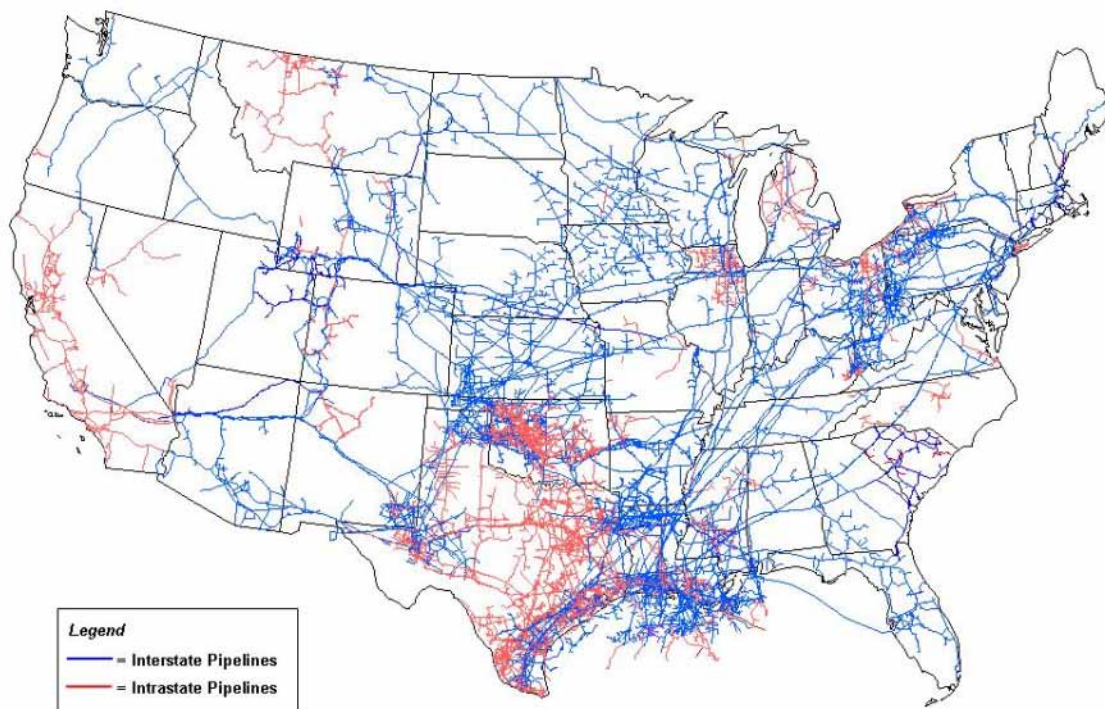 Legend
= Interstate Pipelines
= Intrastate Pipelines